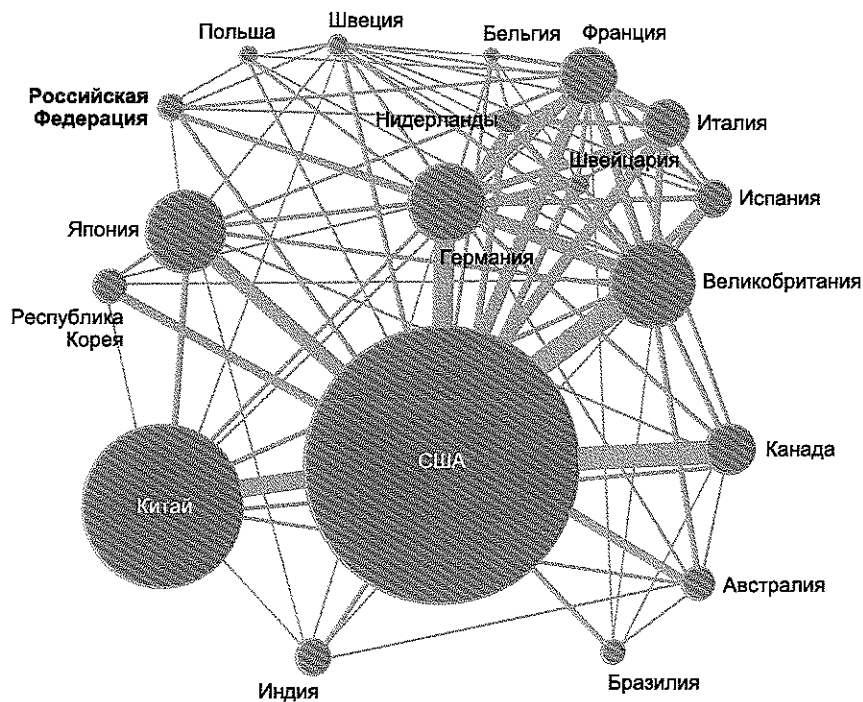 Швеция
Польша
Бельгия
Франция
Российская
Федерация
Нидерланды
Италия
Швейцария
Испания
Япония
Германия
Великобритания
Республика
Корея
США
Канада
Китай
Австралия
Индия
Бразилия